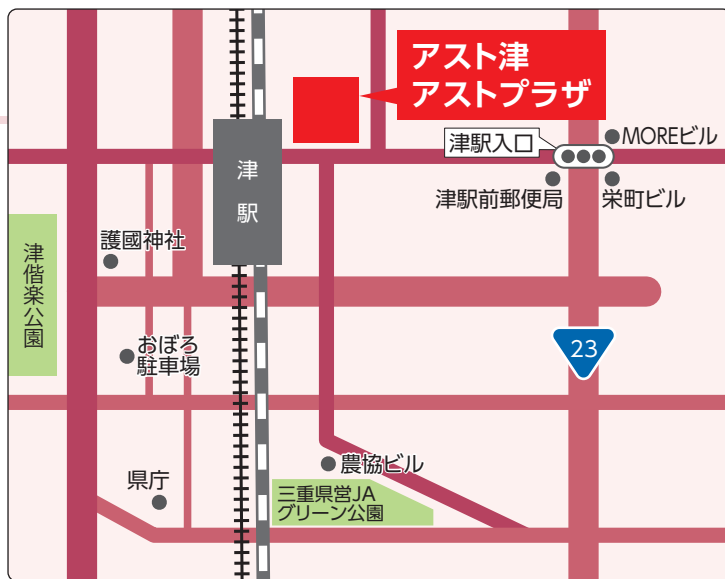 アスト津
アストプラザ
津駅入口
MOREビル
津駅前郵便局
栄町ビル
津駅
護國神社
津偕楽公園
おぼろ
駐車場
23
農協ビル
県庁
三重県営JA
グリーン公園